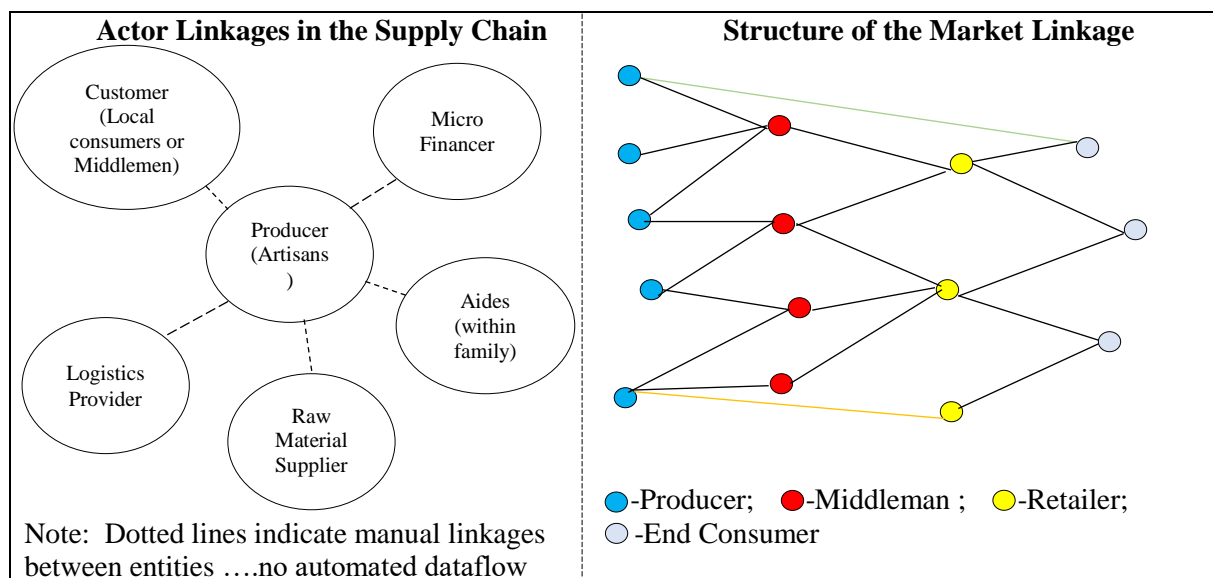 Actor Linkages in the Supply Chain
Customer
(Local
consumers or
Middlemen)
Micro
Financer
Producer
(Artisans
)
Aides
(within
family)
Logistics
Provider
Raw
Material
Supplier
Note:  Dotted lines indicate manual linkages
between entities ….no automated dataflow
Structure of the Market Linkage
-Producer;
-Middleman ;
-Retailer;
-End Consumer